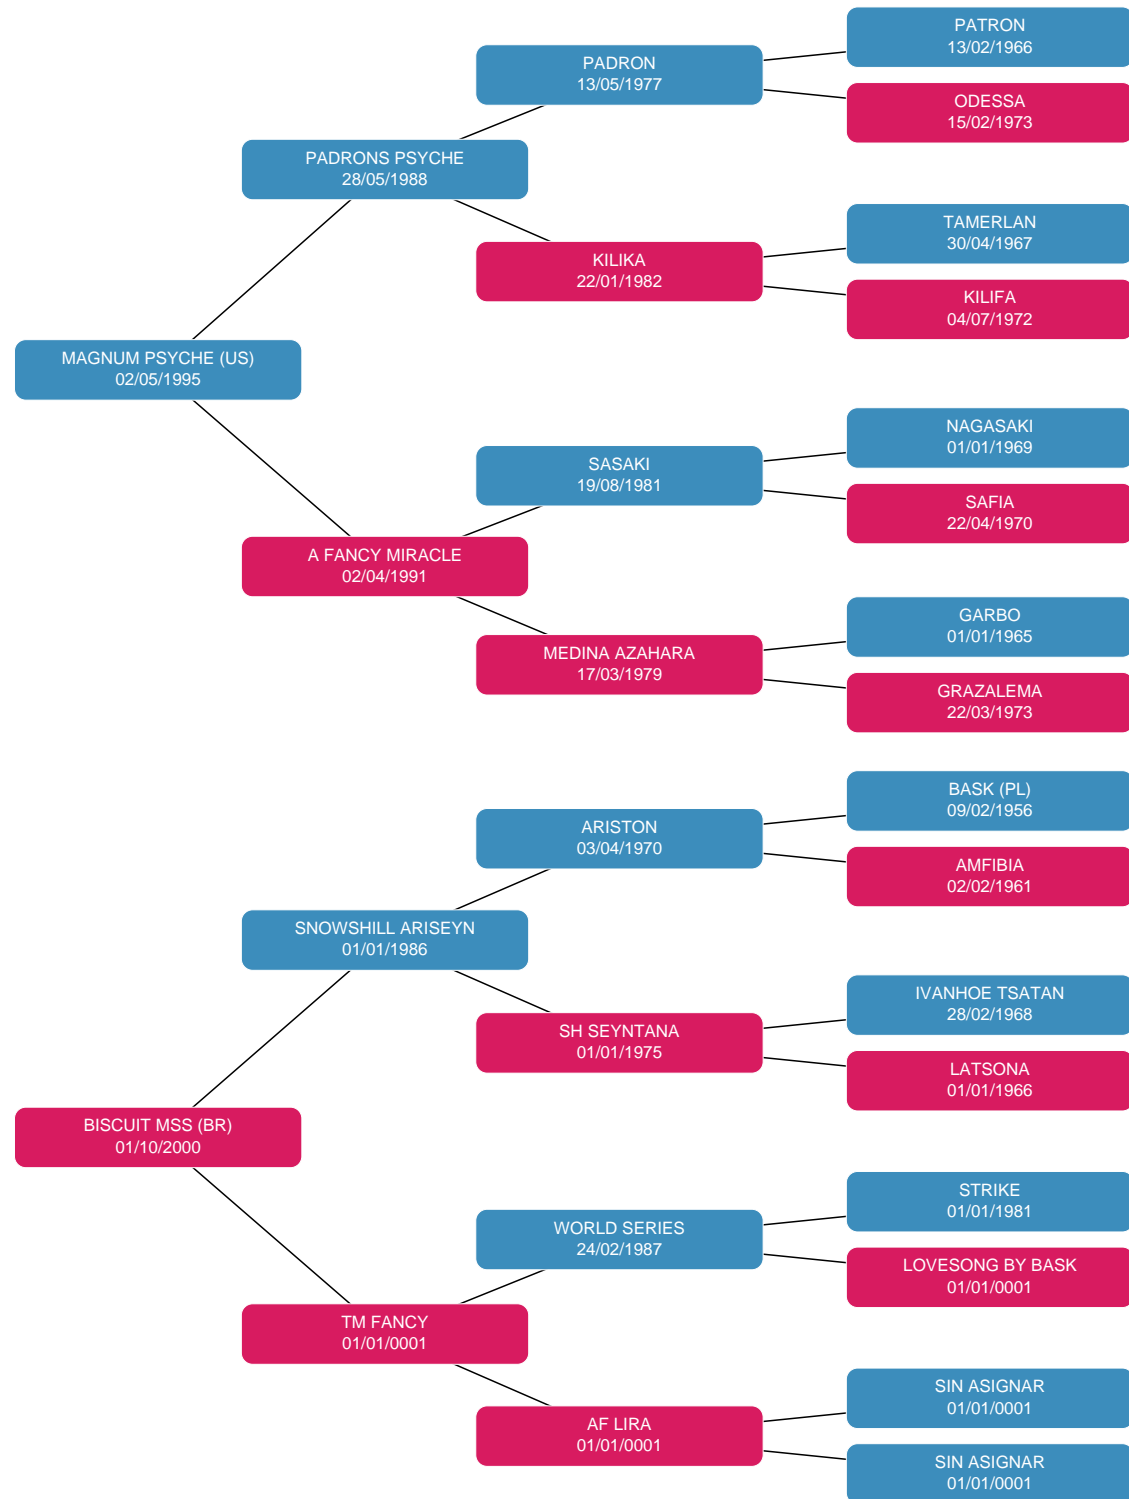 PATRON
13/02/1966
PADRON
13/05/1977
ODESSA
15/02/1973
PADRONS PSYCHE
28/05/1988
TAMERLAN
30/04/1967
KILIKA
22/01/1982
KILIFA
04/07/1972
MAGNUM PSYCHE (US)
02/05/1995
NAGASAKI
01/01/1969
SASAKI
19/08/1981
SAFIA
22/04/1970
A FANCY MIRACLE
02/04/1991
GARBO
01/01/1965
MEDINA AZAHARA
17/03/1979
GRAZALEMA
22/03/1973
BASK (PL)
09/02/1956
ARISTON
03/04/1970
AMFIBIA
02/02/1961
SNOWSHILL ARISEYN
01/01/1986
IVANHOE TSATAN
28/02/1968
SH SEYNTANA
01/01/1975
LATSONA
01/01/1966
BISCUIT MSS (BR)
01/10/2000
STRIKE
01/01/1981
WORLD SERIES
24/02/1987
LOVESONG BY BASK
01/01/0001
TM FANCY
01/01/0001
SIN ASIGNAR
01/01/0001
AF LIRA
01/01/0001
SIN ASIGNAR
01/01/0001